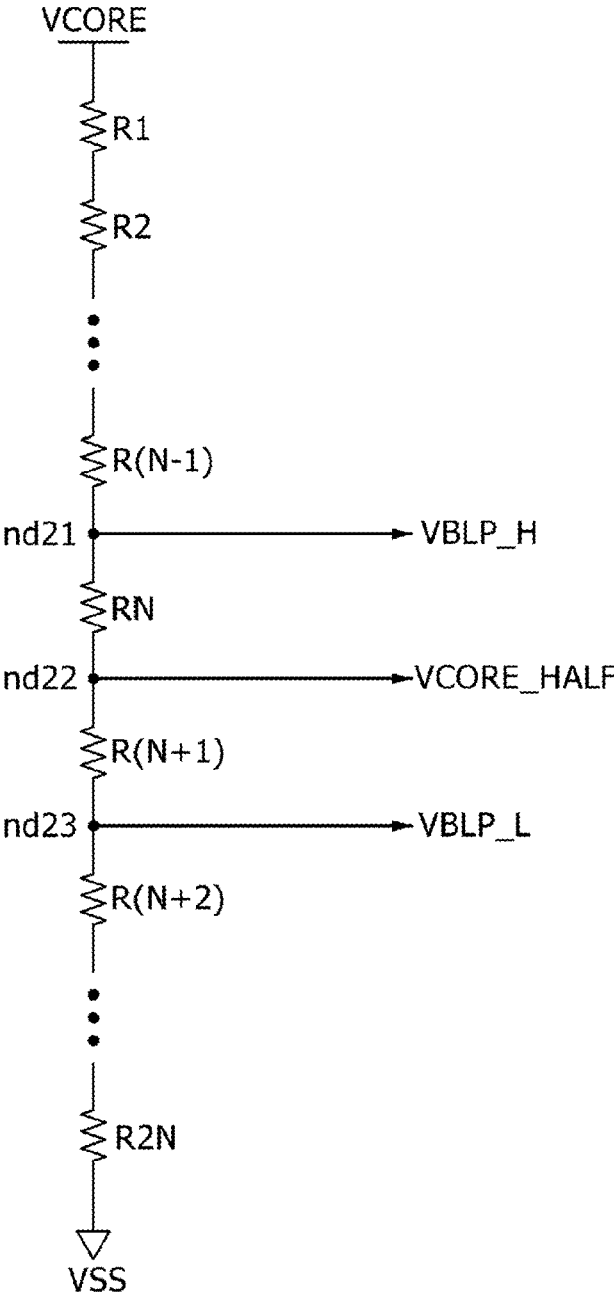 VCORE
R1
R2
R(N-1)
nd21 VBLP_H
RN
nd22 VCORE_HALF
R(N+1)
nd23 VBLP_L
R(N+2)
R2N
VSS